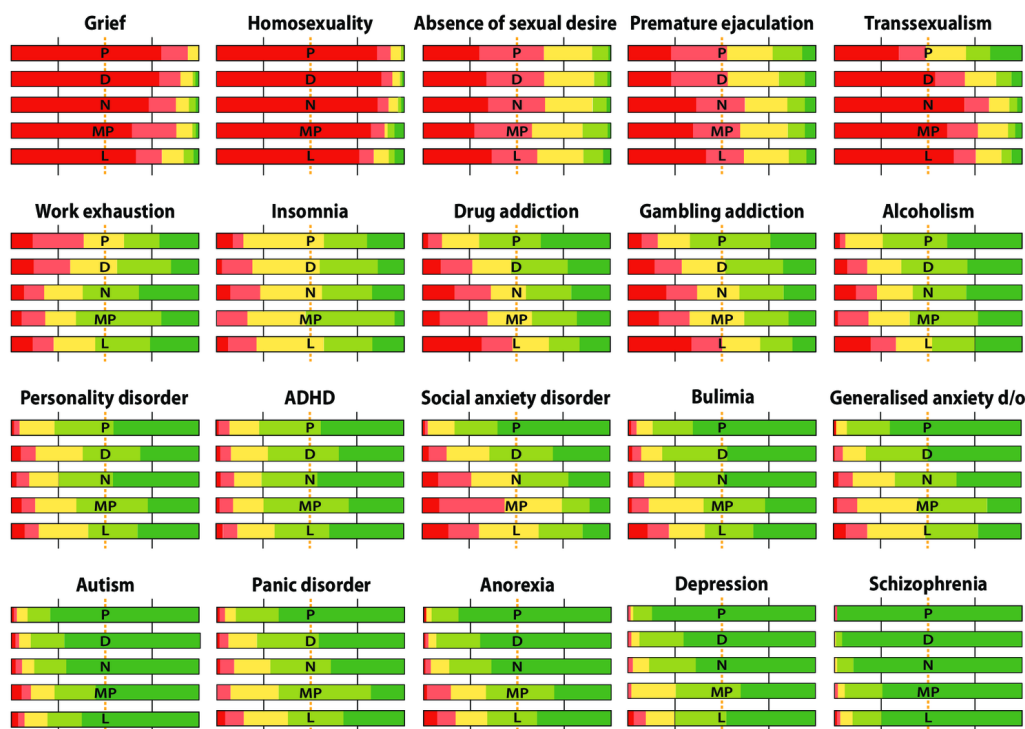 Grief Homosexuality Absence of sexual desire Premature ejaculation Transsexualism
P P P P P
D D D D D
N N N N N
MP MP MP MP MP
L L L L L
Work exhaustion Insomnia Drug addiction Gambling addiction Alcoholism
P P P P P
D D D D D
N N N N N
MP MP MP MP MP
L L L L L
Personality disorder ADHD Social anxiety disorder Bulimia Generalised anxiety d/o
P P P P P
D D D D D
N N N N N
MP MP MP MP MP
L L L L L
Autism Panic disorder Anorexia Depression Schizophrenia
P P P P P
D D D D D
N N N N N
MP MP MP MP MP
L L L L L